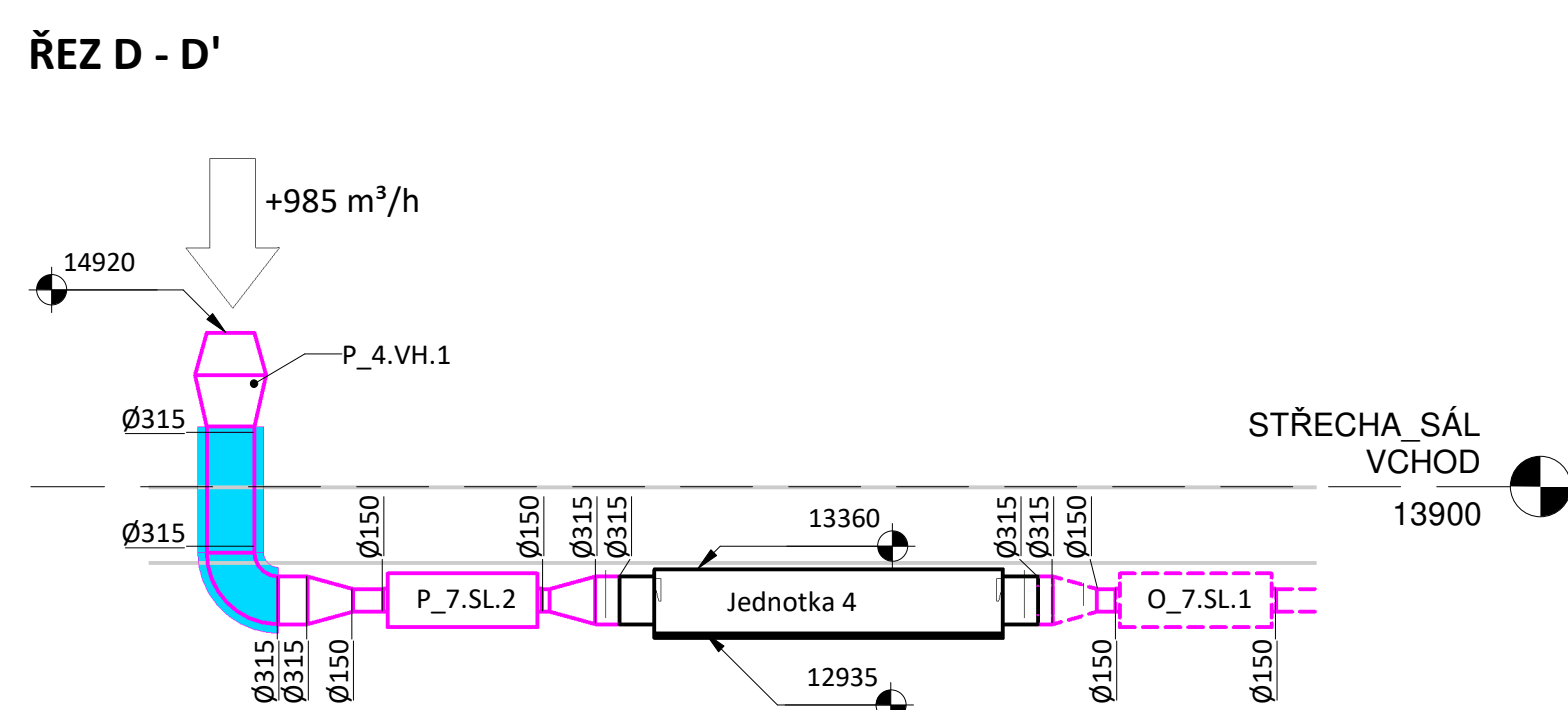 ŘEZ D - D'
+985 m³/h
14920
P_4.VH.1
Ø315
STŘECHA_SÁL
VCHOD
13900
Ø315
Ø150
Ø150
Ø315
Ø315
13360
Ø315
Ø315
Ø150
P_7.SL.2
Jednotka 4
O_7.SL.1
Ø315
Ø315
Ø150
12935
Ø150
Ø150